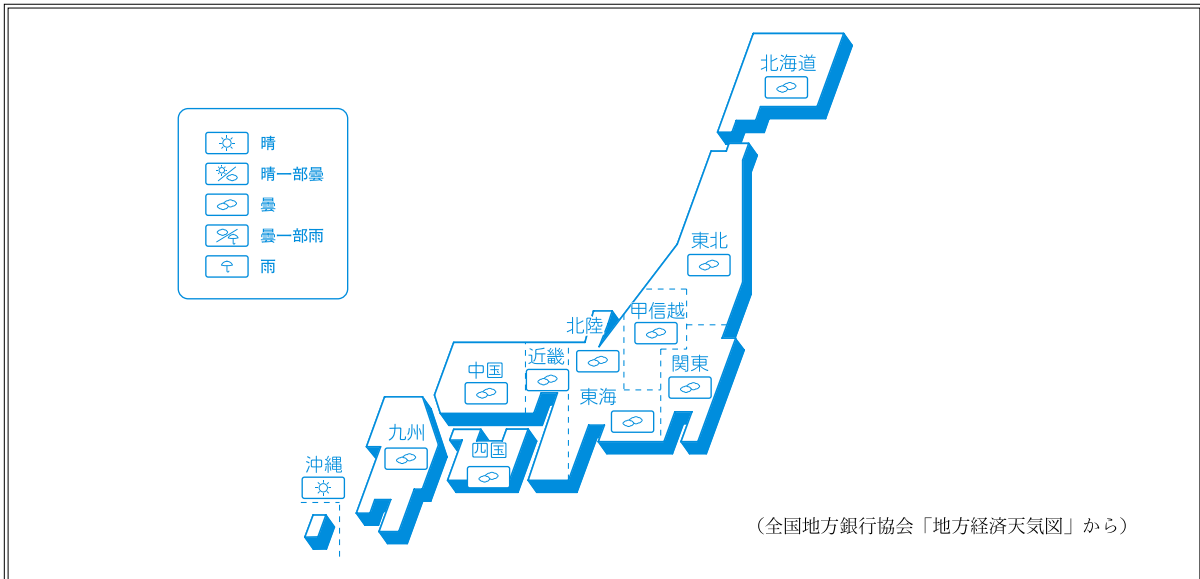 北海道
晴
晴一部曇
曇
曇一部雨
雨
東北
甲信越
北陸
近畿
関東
中国
東海
九州
四国
沖縄
（全国地方銀行協会「地方経済天気図」から）